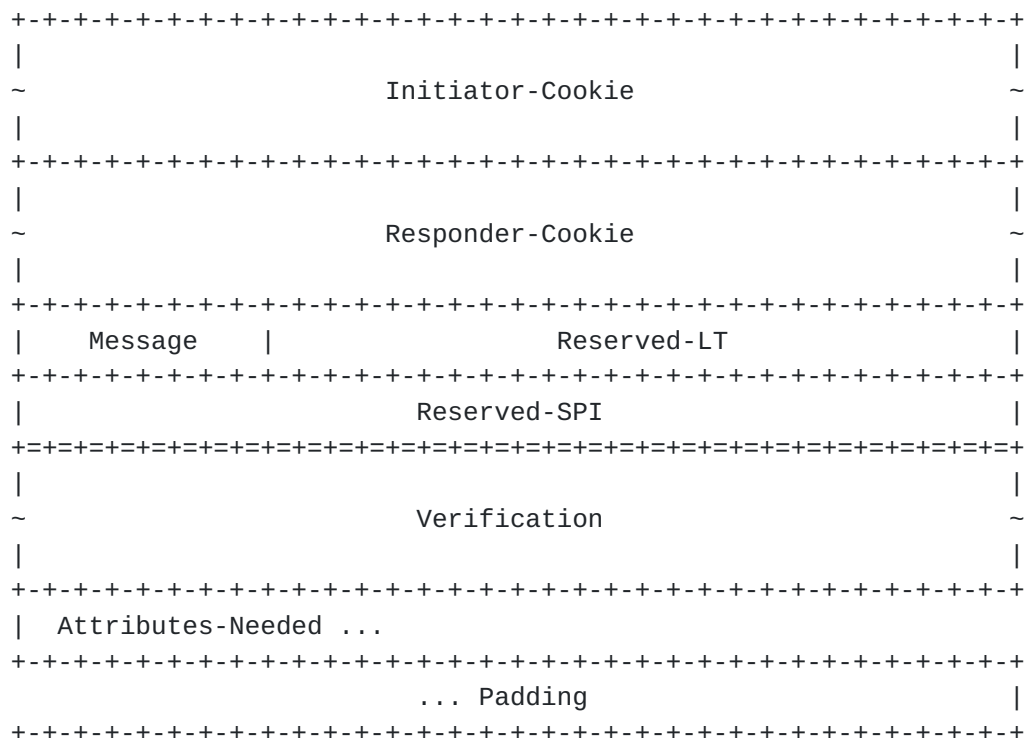 +-+-+-+-+-+-+-+-+-+-+-+-+-+-+-+-+-+-+-+-+-+-+-+-+-+-+-+-+-+-+-+-+
|                                                               |
~                       Initiator-Cookie                        ~
|                                                               |
+-+-+-+-+-+-+-+-+-+-+-+-+-+-+-+-+-+-+-+-+-+-+-+-+-+-+-+-+-+-+-+-+
|                                                               |
~                       Responder-Cookie                        ~
|                                                               |
+-+-+-+-+-+-+-+-+-+-+-+-+-+-+-+-+-+-+-+-+-+-+-+-+-+-+-+-+-+-+-+-+
|    Message    |                  Reserved-LT                  |
+-+-+-+-+-+-+-+-+-+-+-+-+-+-+-+-+-+-+-+-+-+-+-+-+-+-+-+-+-+-+-+-+
|                         Reserved-SPI                          |
+=+=+=+=+=+=+=+=+=+=+=+=+=+=+=+=+=+=+=+=+=+=+=+=+=+=+=+=+=+=+=+=+
|                                                               |
~                         Verification                          ~
|                                                               |
+-+-+-+-+-+-+-+-+-+-+-+-+-+-+-+-+-+-+-+-+-+-+-+-+-+-+-+-+-+-+-+-+
|  Attributes-Needed ...
+-+-+-+-+-+-+-+-+-+-+-+-+-+-+-+-+-+-+-+-+-+-+-+-+-+-+-+-+-+-+-+-+
                          ... Padding                           |
+-+-+-+-+-+-+-+-+-+-+-+-+-+-+-+-+-+-+-+-+-+-+-+-+-+-+-+-+-+-+-+-+